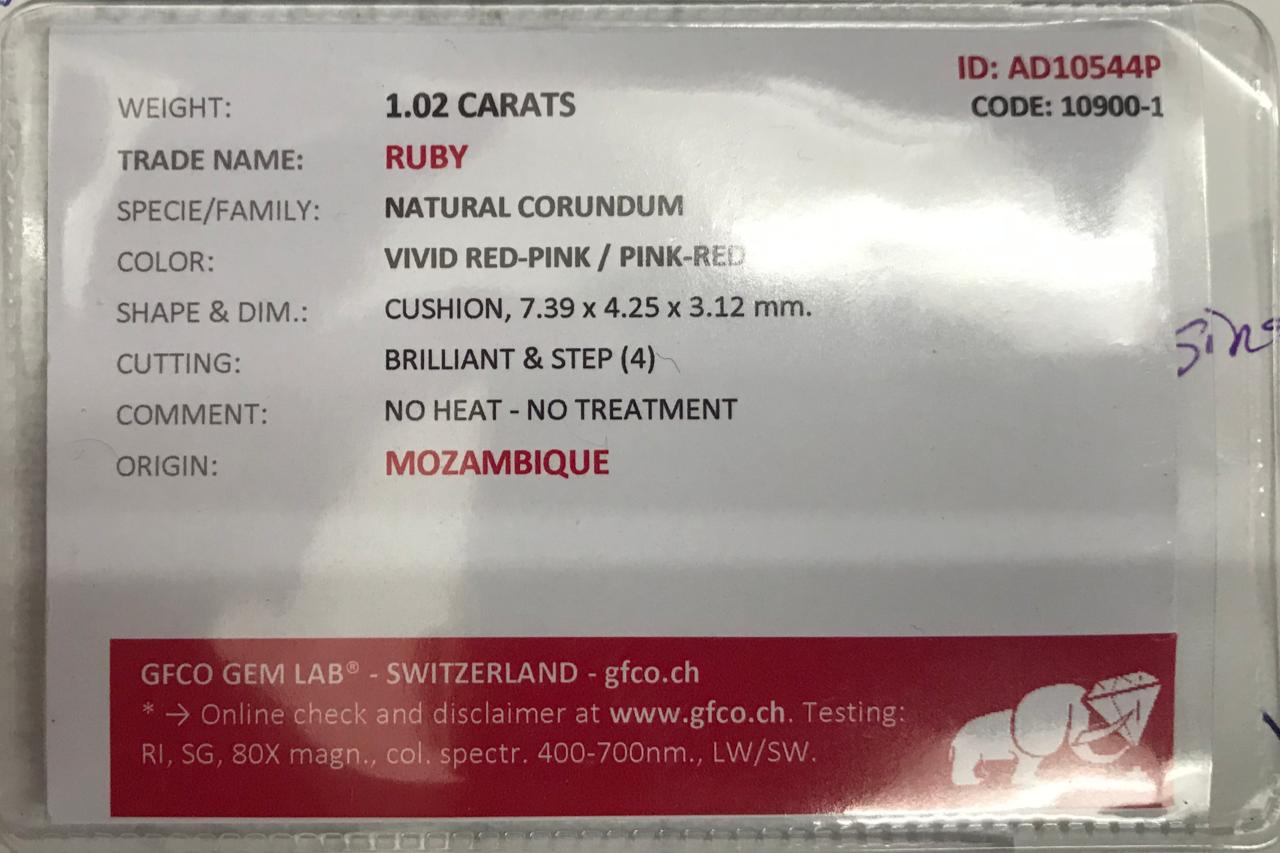 ID: AD10544P
CODE: 10900-1
WEIGHT: 1.02 CARATS
TRADE NAME: RUBY
SPECIE/FAMILY: NATURAL CORUNDUM
COLOR: VIVID RED-PINK / PINK-RED
SHAPE & DIM.: CUSHION, 7.39 x 4.25 x 3.12 mm.
CUTTING: BRILLIANT & STEP (4)
COMMENT: NO HEAT - NO TREATMENT
ORIGIN: MOZAMBIQUE
GFCO GEM LAB® - SWITZERLAND - gfco.ch
* → Online check and disclaimer at www.gfco.ch. Testing:
RI, SG, 80X magn., col. spectr. 400-700nm., LW/SW.